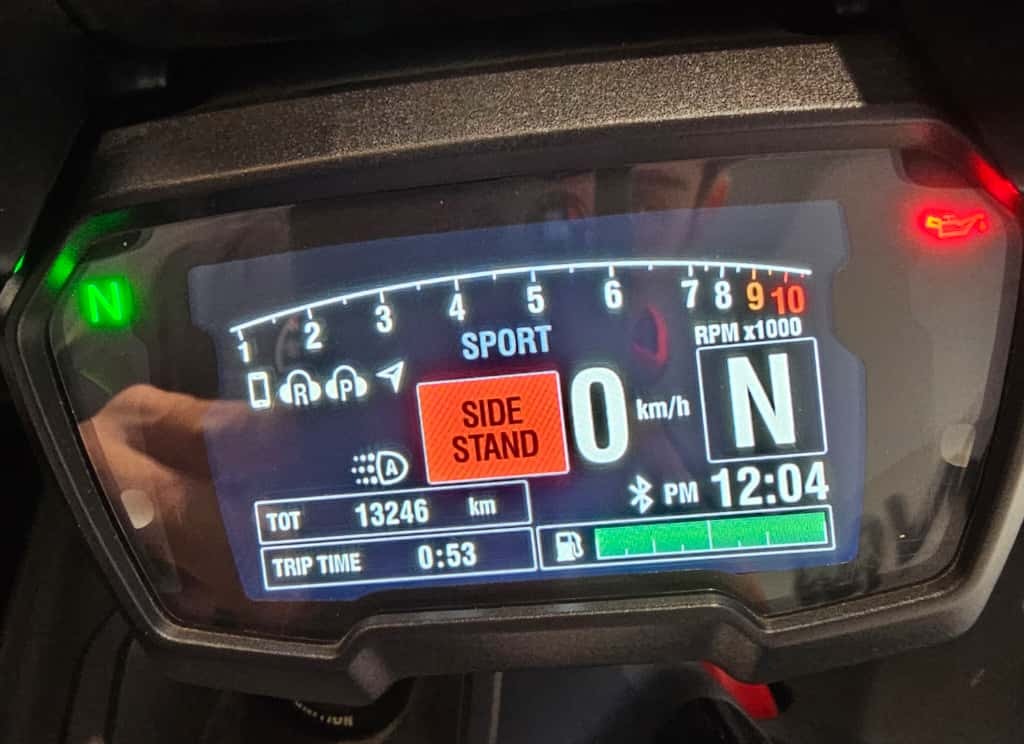 1 2 3 4 5 6 7 8 9 10
RPM x1000
SPORT
N
R P
SIDE
STAND
0 km/h
N
A
PM 12:04
TOT 13246 km
TRIP TIME 0:53